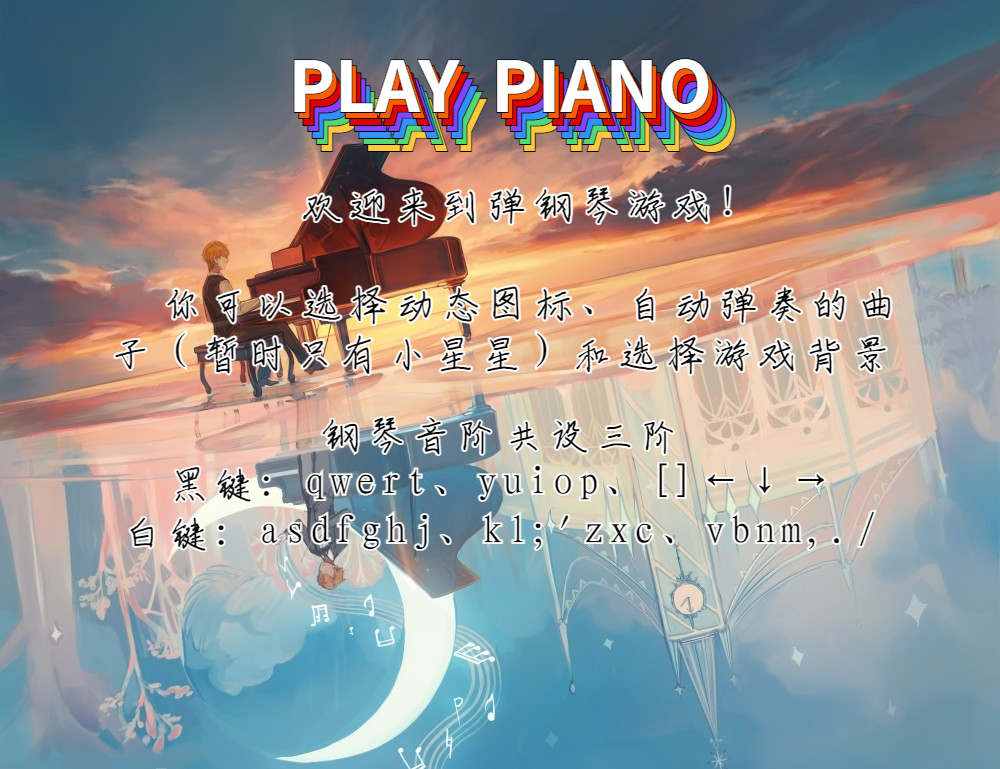 PLAY PIANO
欢迎来到弹钢琴游戏！
你可以选择动态图标、自动弹奏的曲
子（暂时只有小星星）和选择游戏背景
钢琴音阶共设三阶
黑键：qwert、yuiop、[]←↓→
白键：asdfghj、kl;'zxc、vbnm,./